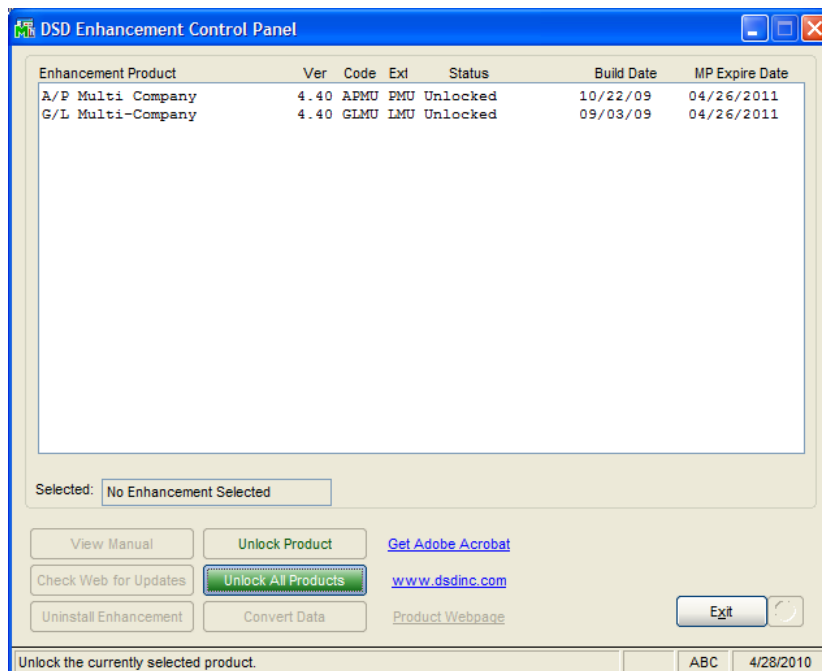 DSD Enhancement Control Panel
Enhancement Product Ver Code Ext Status Build Date MP Expire Date
A/P Multi Company 4.40 APMU PMU Unlocked 10/22/09 04/26/2011
G/L Multi-Company 4.40 GLMU LMU Unlocked 09/03/09 04/26/2011
Selected: No Enhancement Selected
View Manual Unlock Product Get Adobe Acrobat
Check Web for Updates Unlock All Products www.dsdinc.com
Uninstall Enhancement Convert Data Product Webpage Exit
Unlock the currently selected product. ABC 4/28/2010